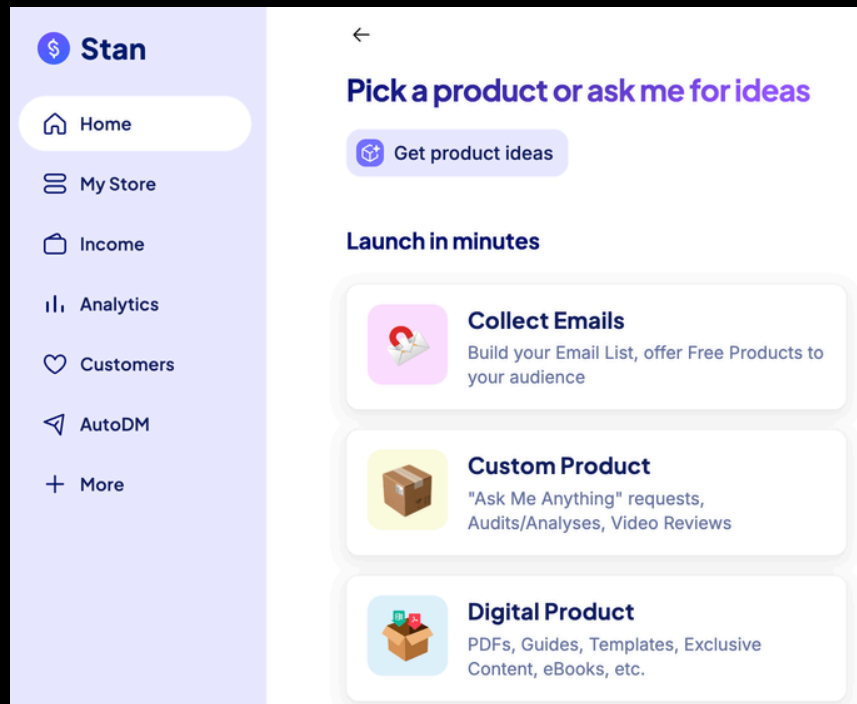 Stan
Home
My Store
Income
Analytics
Customers
AutoDM
More
Pick a product or ask me for ideas
Get product ideas
Launch in minutes
Collect Emails
Build your Email List, offer Free Products to
your audience
Custom Product
"Ask Me Anything" requests,
Audits/Analyses, Video Reviews
Digital Product
PDFs, Guides, Templates, Exclusive
Content, eBooks, etc.